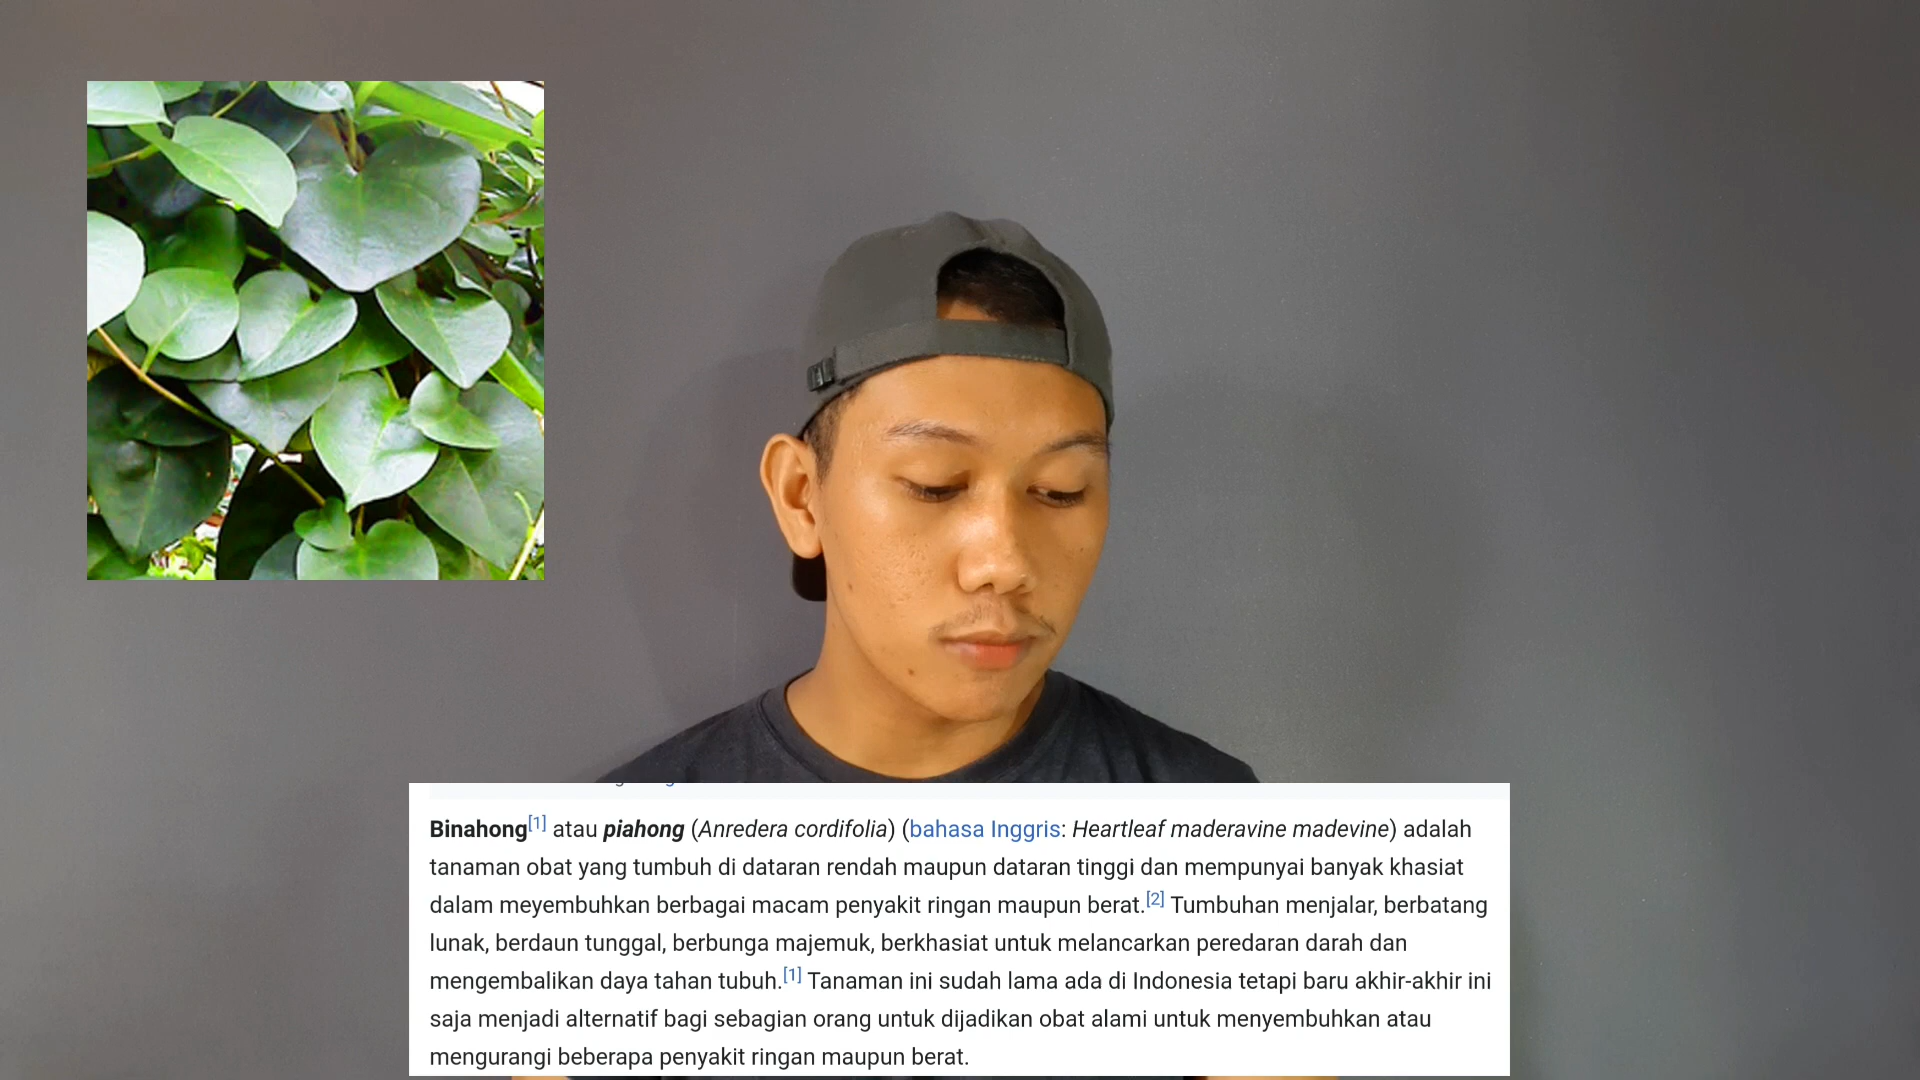 Binahong[1] atau piahong (Anredera cordifolia) (bahasa Inggris: Heartleaf maderavine madevine) adalah
tanaman obat yang tumbuh di dataran rendah maupun dataran tinggi dan mempunyai banyak khasiat
dalam meyembuhkan berbagai macam penyakit ringan maupun berat.[2] Tumbuhan menjalar, berbatang
lunak, berdaun tunggal, berbunga majemuk, berkhasiat untuk melancarkan peredaran darah dan
mengembalikan daya tahan tubuh.[1] Tanaman ini sudah lama ada di Indonesia tetapi baru akhir-akhir ini
saja menjadi alternatif bagi sebagian orang untuk dijadikan obat alami untuk menyembuhkan atau
mengurangi beberapa penyakit ringan maupun berat.